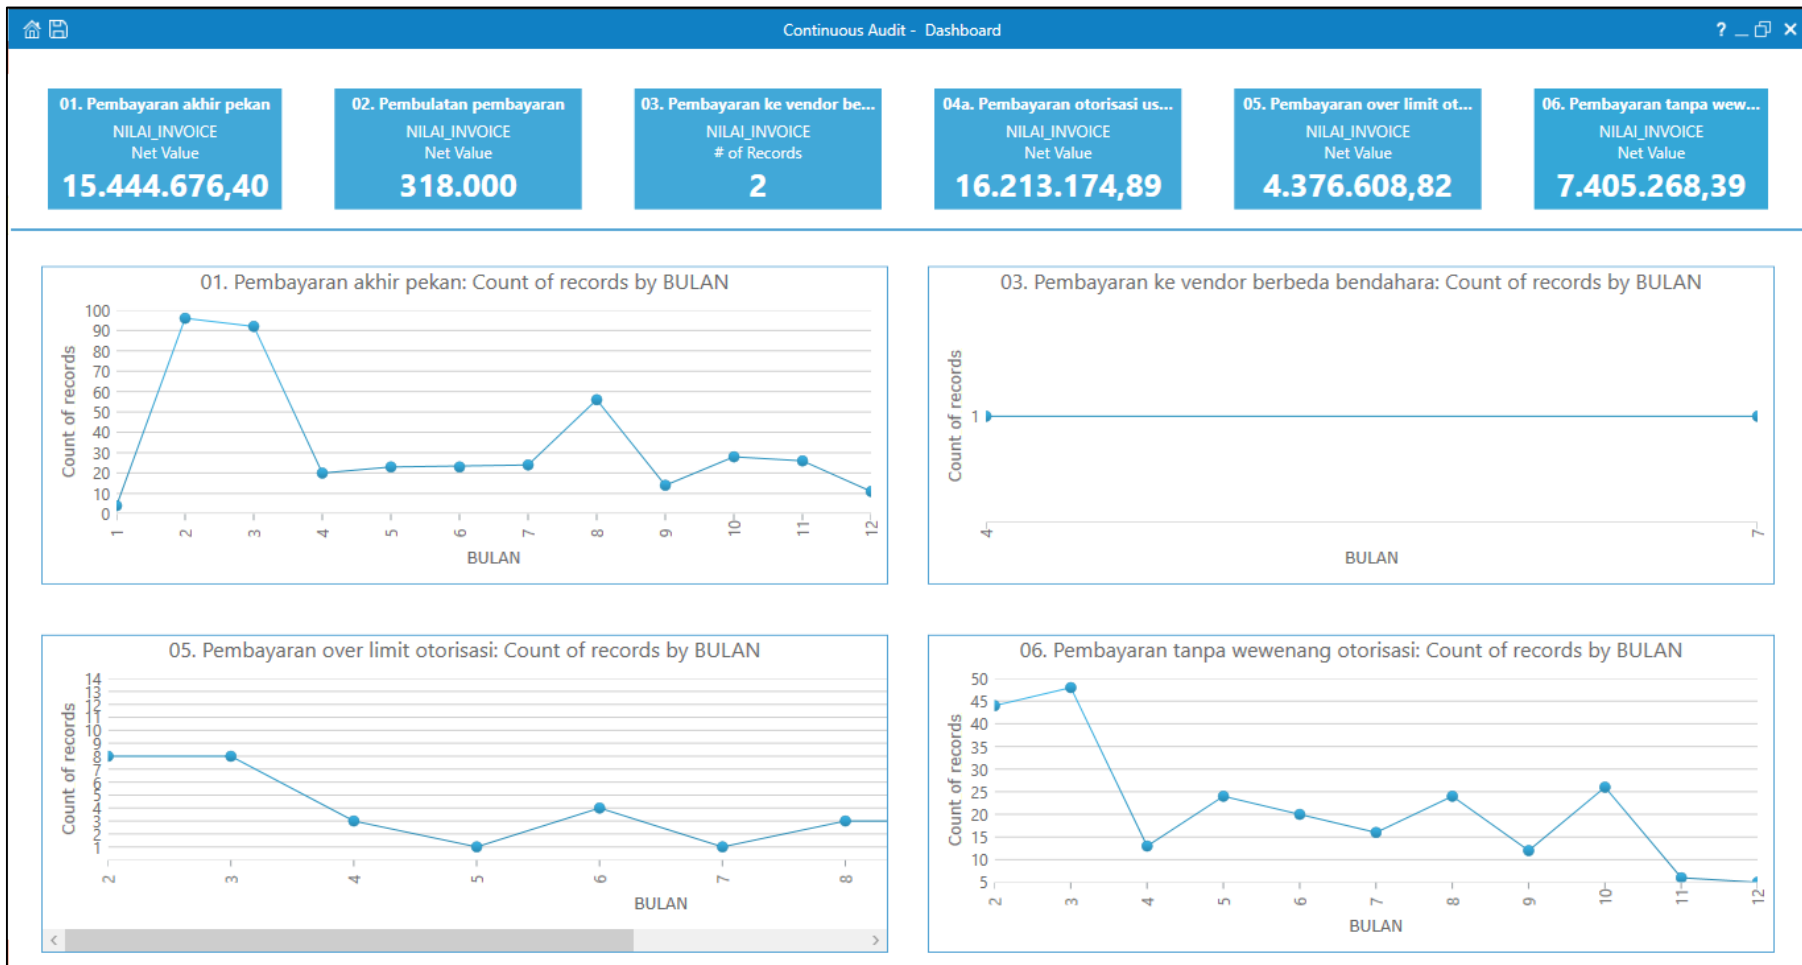 Continuous Audit - Dashboard
?
01. Pembayaran akhir pekan
NILAI_INVOICE
Net Value
15.444.676,40
02. Pembulatan pembayaran
NILAI_INVOICE
Net Value
318.000
03. Pembayaran ke vendor be...
NILAI_INVOICE
# of Records
2
04a. Pembayaran otorisasi us...
NILAI_INVOICE
Net Value
16.213.174,89
05. Pembayaran over limit ot...
NILAI_INVOICE
Net Value
4.376.608,82
06. Pembayaran tanpa wew...
NILAI_INVOICE
Net Value
7.405.268,39
01. Pembayaran akhir pekan: Count of records by BULAN
Count of records
100
90
80
70
60
50
40
30
20
10
0
1 2 3 4 5 6 7 8 9 10 11 12
BULAN
03. Pembayaran ke vendor berbeda bendahara: Count of records by BULAN
Count of records
1
4 7
BULAN
05. Pembayaran over limit otorisasi: Count of records by BULAN
Count of records
14
13
12
11
10
9
8
7
6
5
4
3
2
1
2 3 4 5 6 7 8
BULAN
06. Pembayaran tanpa wewenang otorisasi: Count of records by BULAN
Count of records
50
45
40
35
30
25
20
15
10
5
2 3 4 5 6 7 8 9 10 11 12
BULAN